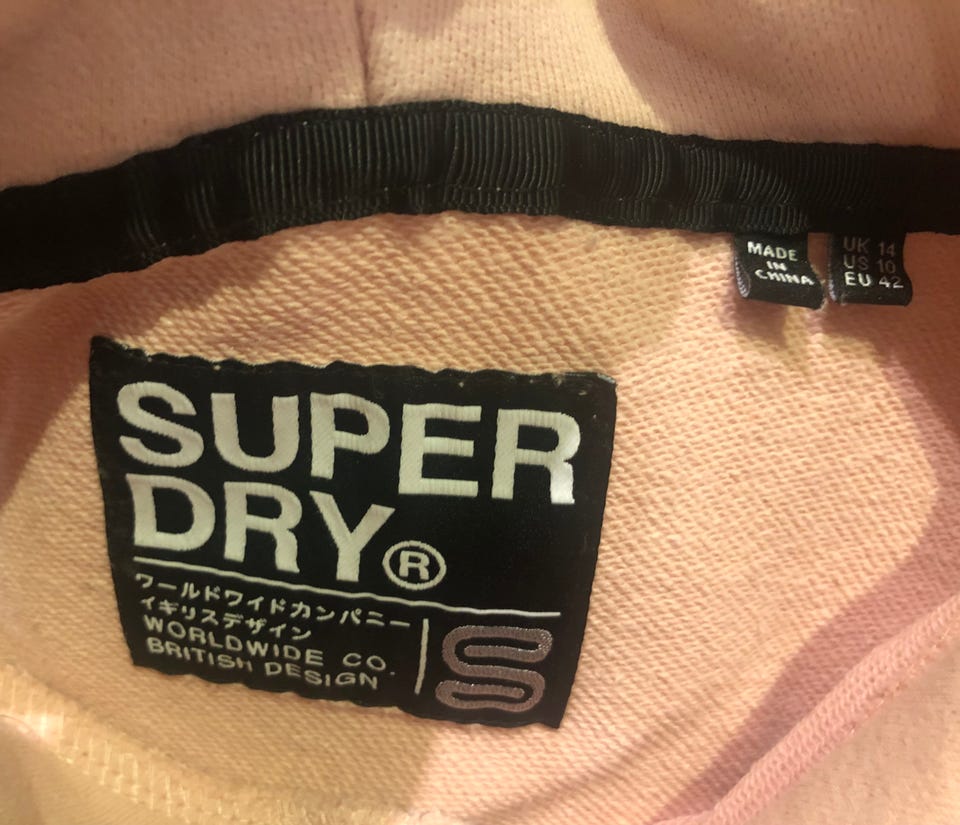 MADE
IN
CHINA
UK 14
US 10
EU 42
SUPER
DRY®
ワールドワイドカンパニー
イギリスデザイン
WORLDWIDE CO.
BRITISH DESIGN